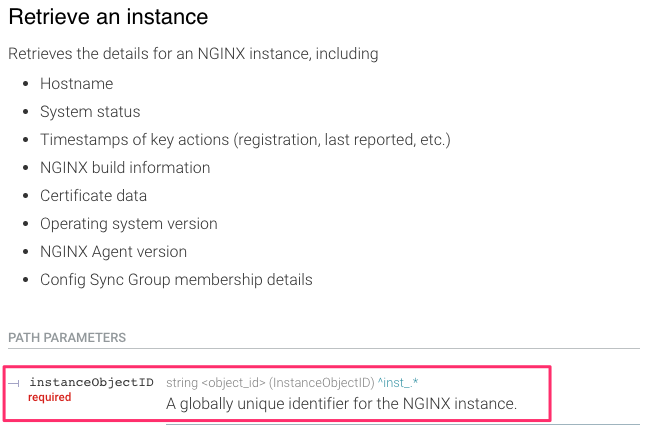 Retrieve an instance
Retrieves the details for an NGINX instance, including
• Hostname
• System status
• Timestamps of key actions (registration, last reported, etc.)
• NGINX build information
• Certificate data
• Operating system version
• NGINX Agent version
• Config Sync Group membership details
PATH PARAMETERS
instanceObjectID string <object_id> (InstanceObjectID) ^inst_.*
required A globally unique identifier for the NGINX instance.